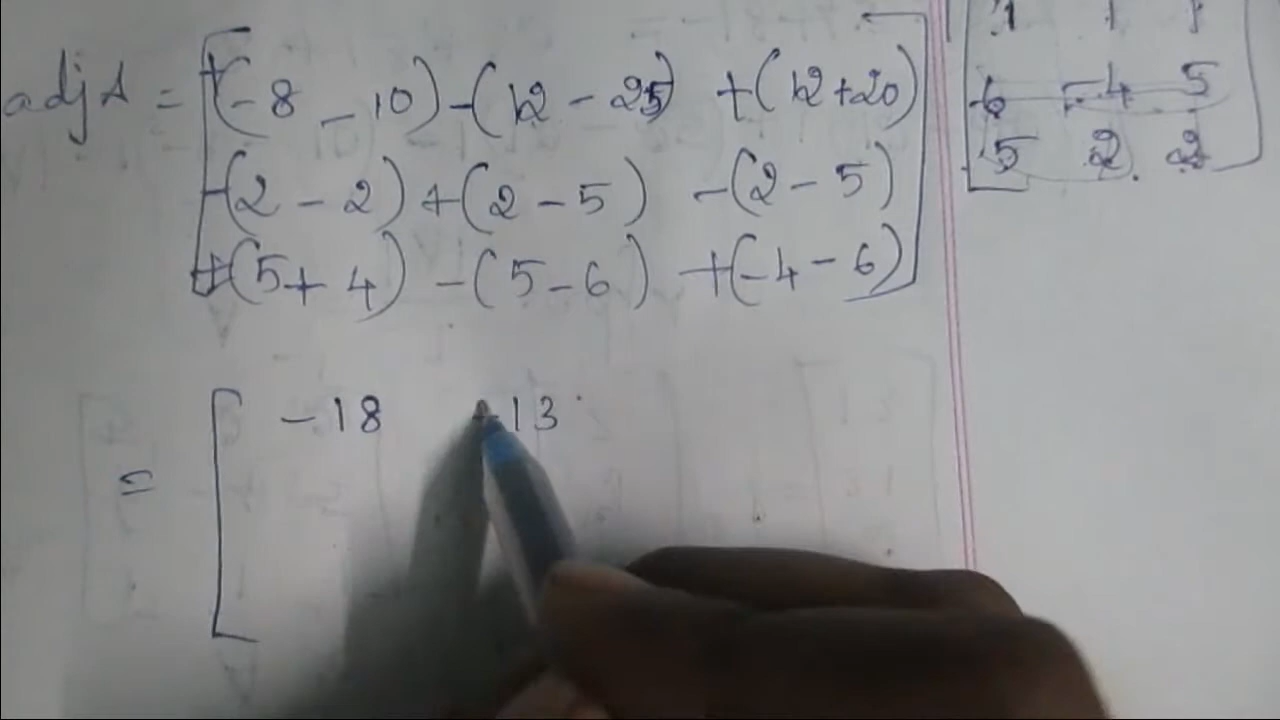 adj A = [ +(-8 - 10) -(12 - 25) +(12+20)
-(2 - 2) +(2 - 5) -(2 - 5)
+(5+4) -(5-6) +(-4-6) ]
= [ -18 13
1 1 1
6 -4 5
5 2 2